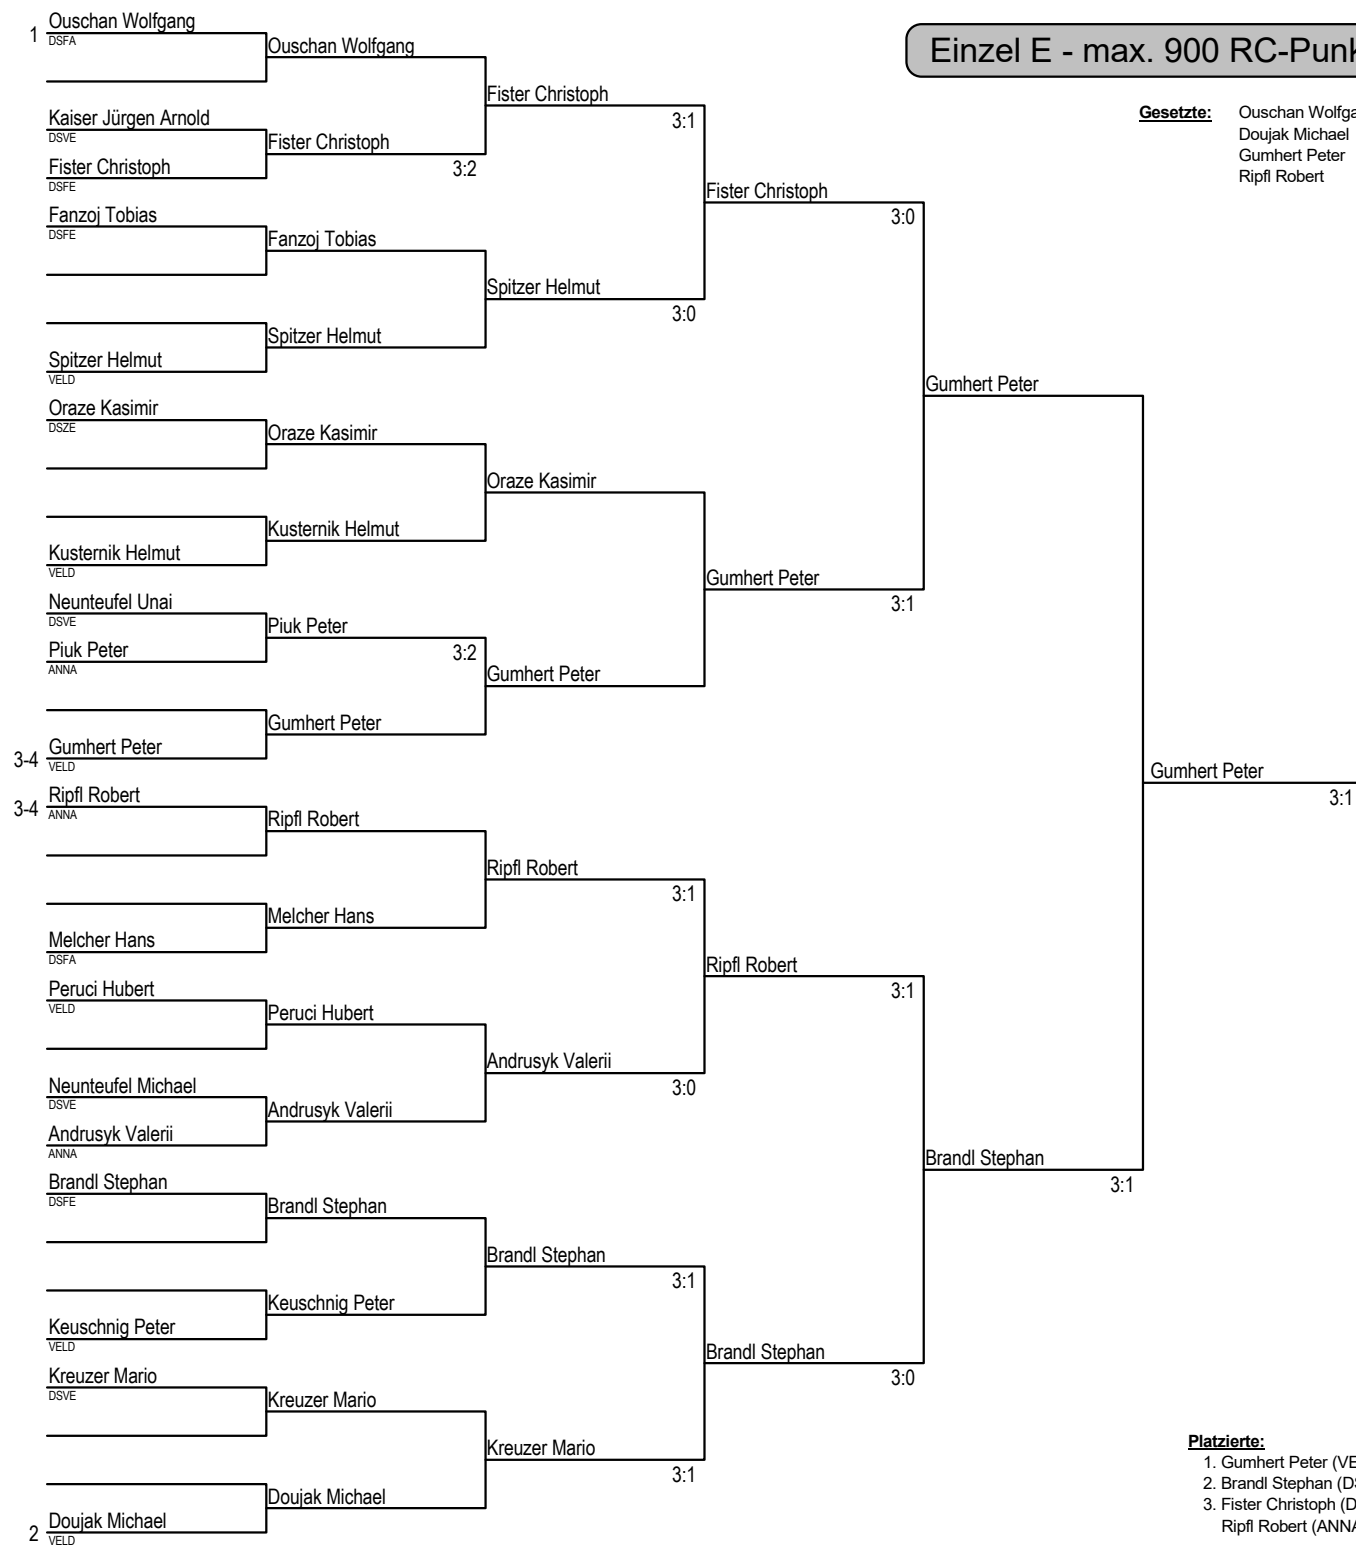 Einzel E - max. 900 RC-Punk
Gesetzte:
Ouschan Wolfga
Doujak Michael
Gumhert Peter
Ripfl Robert
1
Ouschan Wolfgang
DSFA
Kaiser Jürgen Arnold
DSVE
Fister Christoph
DSFE
Fanzoj Tobias
DSFE
Spitzer Helmut
VELD
Oraze Kasimir
DSZE
Kusternik Helmut
VELD
Neunteufel Unai
DSVE
Piuk Peter
ANNA
3-4
Gumhert Peter
VELD
3-4
Ripfl Robert
ANNA
Melcher Hans
DSFA
Peruci Hubert
VELD
Neunteufel Michael
DSVE
Andrusyk Valerii
ANNA
Brandl Stephan
DSFE
Keuschnig Peter
VELD
Kreuzer Mario
DSVE
2
Doujak Michael
VELD
Ouschan Wolfgang
Fister Christoph
3:2
Fanzoj Tobias
Spitzer Helmut
Oraze Kasimir
Kusternik Helmut
Piuk Peter
3:2
Gumhert Peter
Ripfl Robert
Melcher Hans
Peruci Hubert
Andrusyk Valerii
Brandl Stephan
Keuschnig Peter
Kreuzer Mario
Doujak Michael
Fister Christoph
3:1
Spitzer Helmut
3:0
Oraze Kasimir
Gumhert Peter
Ripfl Robert
3:1
Andrusyk Valerii
3:0
Brandl Stephan
3:1
Kreuzer Mario
3:1
Fister Christoph
3:0
Gumhert Peter
3:1
Ripfl Robert
3:1
Brandl Stephan
3:0
Gumhert Peter
Brandl Stephan
3:1
Gumhert Peter
3:1
Platzierte:
1. Gumhert Peter (VE
2. Brandl Stephan (DS
3. Fister Christoph (D
Ripfl Robert (ANNA